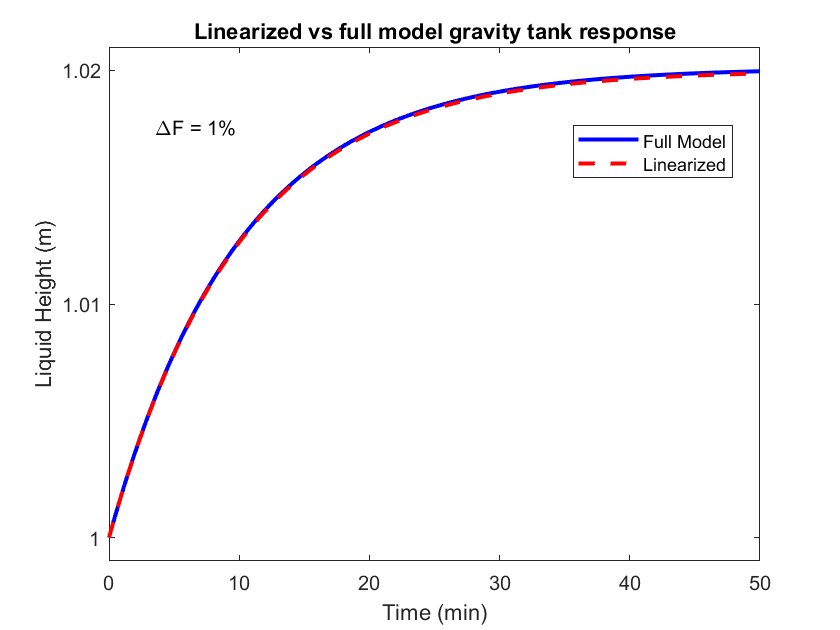 Linearized vs full model gravity tank response
1.02
ΔF = 1%
Full Model
Linearized
1.01
Liquid Height (m)
1
0 10 20 30 40 50
Time (min)